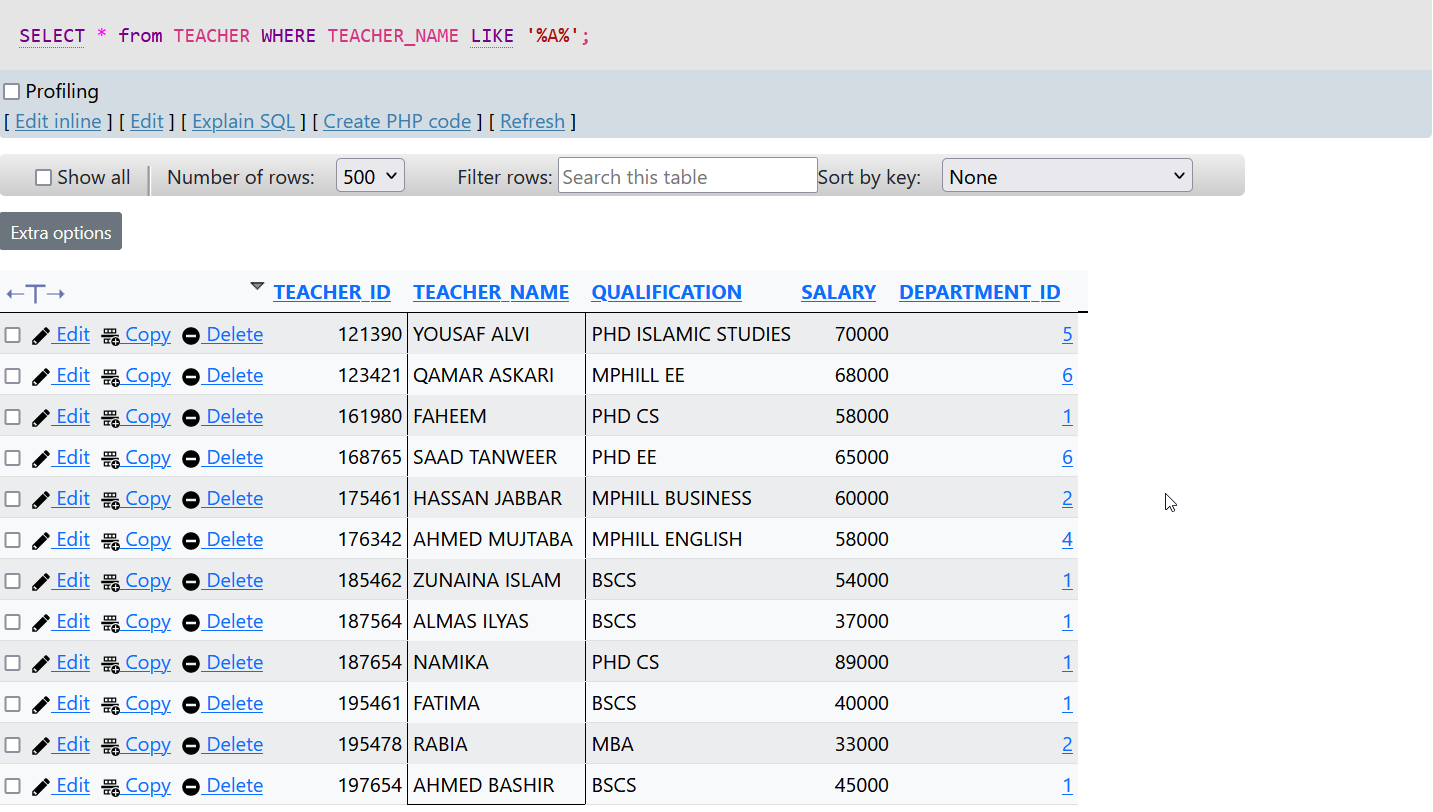 SELECT * from TEACHER WHERE TEACHER_NAME LIKE '%A%';
Profiling
[ Edit inline ] [ Edit ] [ Explain SQL ] [ Create PHP code ] [ Refresh ]
Show all Number of rows: 500 Filter rows: Search this table Sort by key: None
Extra options
←T→ TEACHER_ID TEACHER_NAME QUALIFICATION SALARY DEPARTMENT_ID
Edit Copy Delete 121390 YOUSAF ALVI PHD ISLAMIC STUDIES 70000 5
Edit Copy Delete 123421 QAMAR ASKARI MPHILL EE 68000 6
Edit Copy Delete 161980 FAHEEM PHD CS 58000 1
Edit Copy Delete 168765 SAAD TANWEER PHD EE 65000 6
Edit Copy Delete 175461 HASSAN JABBAR MPHILL BUSINESS 60000 2
Edit Copy Delete 176342 AHMED MUJTABA MPHILL ENGLISH 58000 4
Edit Copy Delete 185462 ZUNAINA ISLAM BSCS 54000 1
Edit Copy Delete 187564 ALMAS ILYAS BSCS 37000 1
Edit Copy Delete 187654 NAMIKA PHD CS 89000 1
Edit Copy Delete 195461 FATIMA BSCS 40000 1
Edit Copy Delete 195478 RABIA MBA 33000 2
Edit Copy Delete 197654 AHMED BASHIR BSCS 45000 1